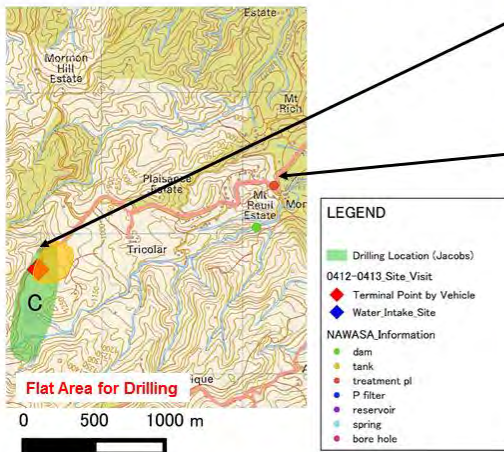 Estate
Mormon
Hill
Estate
Mt
Rich
Plaisance
Estate
Mt
Reuil
Estate
Mor
Tricolar
C
Flat Area for Drilling
ique
0 500 1000 m
LEGEND
Drilling Location (Jacobs)
0412-0413_Site_Visit
Terminal Point by Vehicle
Water_Intake_Site
NAWASA_Information
dam
tank
treatment pl
P filter
reservoir
spring
bore hole